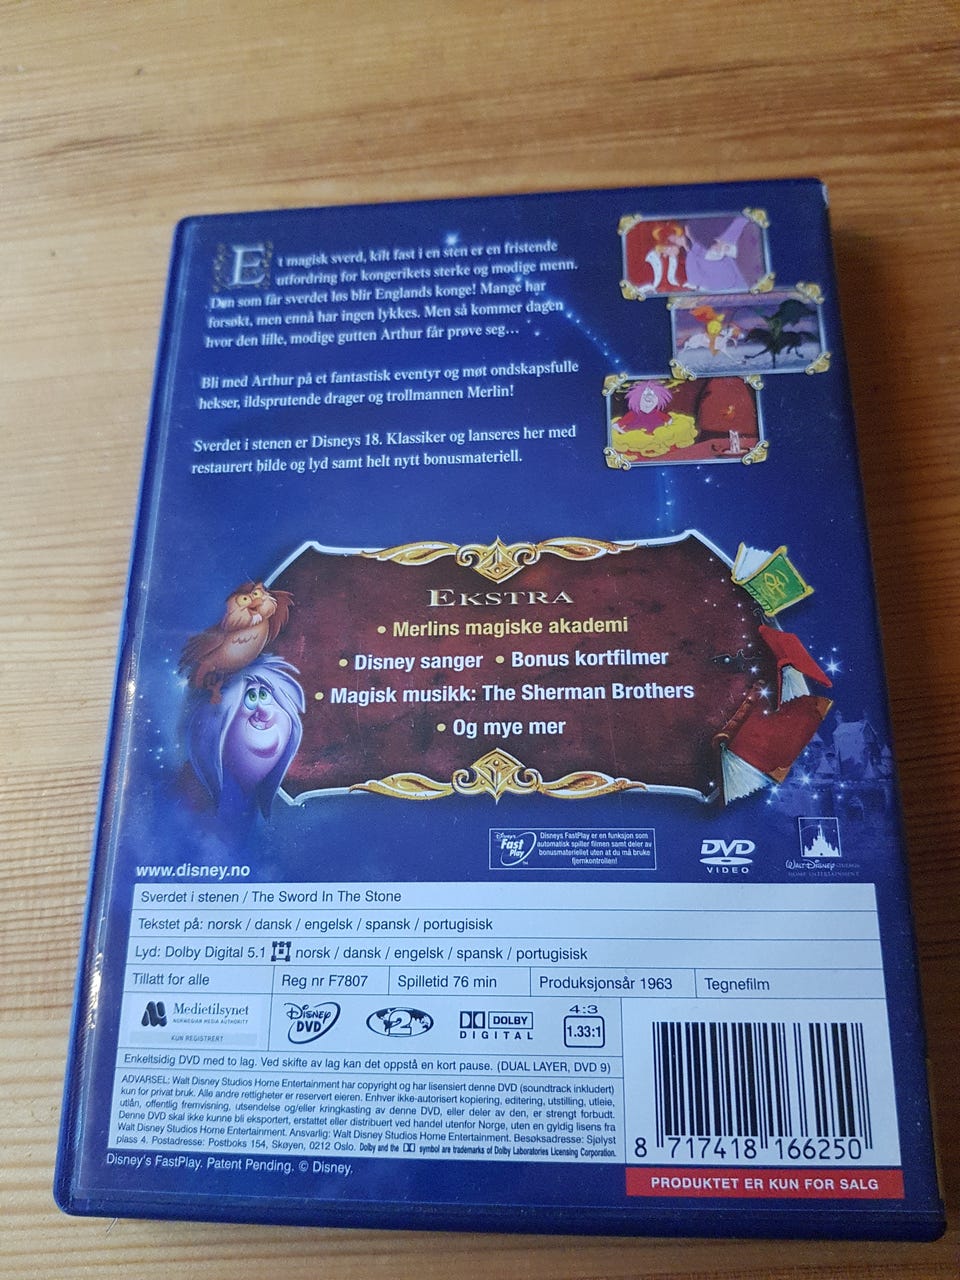 Et magisk sverd, kilt fast i en sten er en fristende
utfordring for kongerikets sterke og modige menn.
Den som får sverdet løs blir Englands konge! Mange har
forsøkt, men ennå har ingen lykkes. Men så kommer dagen
hvor den lille, modige gutten Arthur får prøve seg...
Bli med Arthur på et fantastisk eventyr og møt ondskapsfulle
hekser, ildsprutende drager og trollmannen Merlin!
Sverdet i stenen er Disneys 18. Klassiker og lanseres her med
restaurert bilde og lyd samt helt nytt bonusmateriell.
EKSTRA
• Merlins magiske akademi
• Disney sanger • Bonus kortfilmer
• Magisk musikk: The Sherman Brothers
• Og mye mer
Disney's Fast Play™
Disneys FastPlay er en funksjon som
automatisk spiller filmen samt deler av
bonusmateriellet uten at du må bruke
fjernkontrollen!
DVD
VIDEO
WALT DISNEY STUDIOS
HOME ENTERTAINMENT
www.disney.no
Sverdet i stenen / The Sword In The Stone
Tekstet på: norsk / dansk / engelsk / spansk / portugisisk
Lyd: Dolby Digital 5.1 norsk / dansk / engelsk / spansk / portugisisk
Tillatt for alle
Reg nr F7807
Spilletid 76 min
Produksjonsår 1963
Tegnefilm
Medietilsynet
NORWEGIAN MEDIA AUTHORITY
KUN REGISTRERT
Disney DVD
2
DOLBY
DIGITAL
4:3
1.33:1
Enkeltsidig DVD med to lag. Ved skifte av lag kan det oppstå en kort pause. (DUAL LAYER, DVD 9)
ADVARSEL: Walt Disney Studios Home Entertainment har copyright og har lisensiert denne DVD (soundtrack inkludert)
kun for privat bruk. Alle andre rettigheter er reservert eieren. Enhver ikke-autorisert kopiering, editering, utstilling, utleie,
utlån, offentlig fremvisning, utsendelse og/eller kringkasting av denne DVD, eller deler av den, er strengt forbudt.
Denne DVD skal ikke kunne bli eksportert, erstattet eller distribuert ved handel utenfor Norge, uten en gyldig lisens fra
Walt Disney Studios Home Entertainment. Ansvarlig: Walt Disney Studios Home Entertainment. Besøksadresse: Sjølyst
plass 4. Postadresse: Postboks 154, Skøyen, 0212 Oslo. Dolby and the DD symbol are trademarks of Dolby Laboratories Licensing Corporation.
8 717418 166250
Disney's FastPlay. Patent Pending. © Disney.
PRODUKTET ER KUN FOR SALG